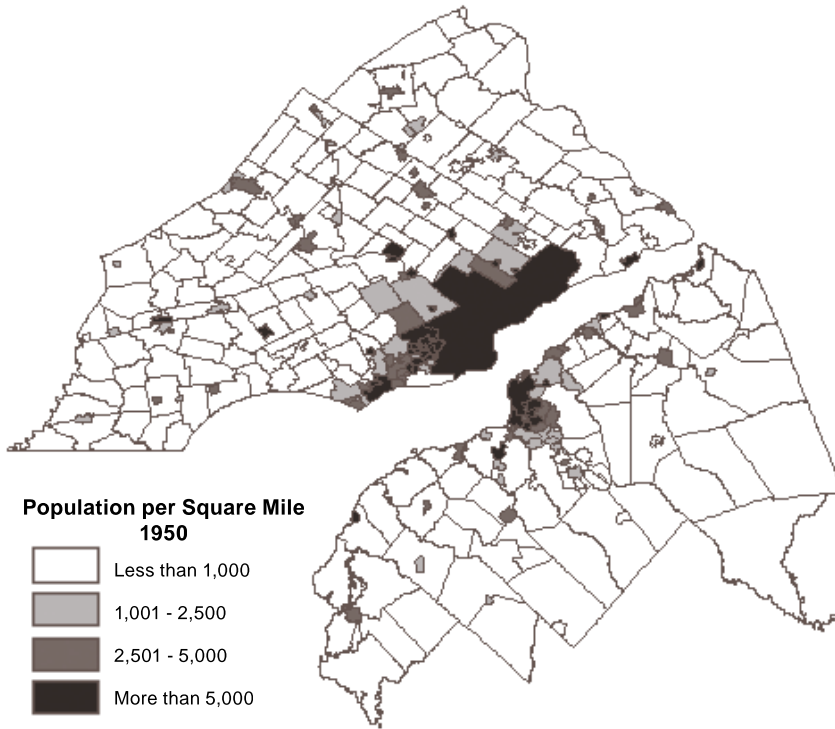 Population per Square Mile
1950
Less than 1,000
1,001 - 2,500
2,501 - 5,000
More than 5,000